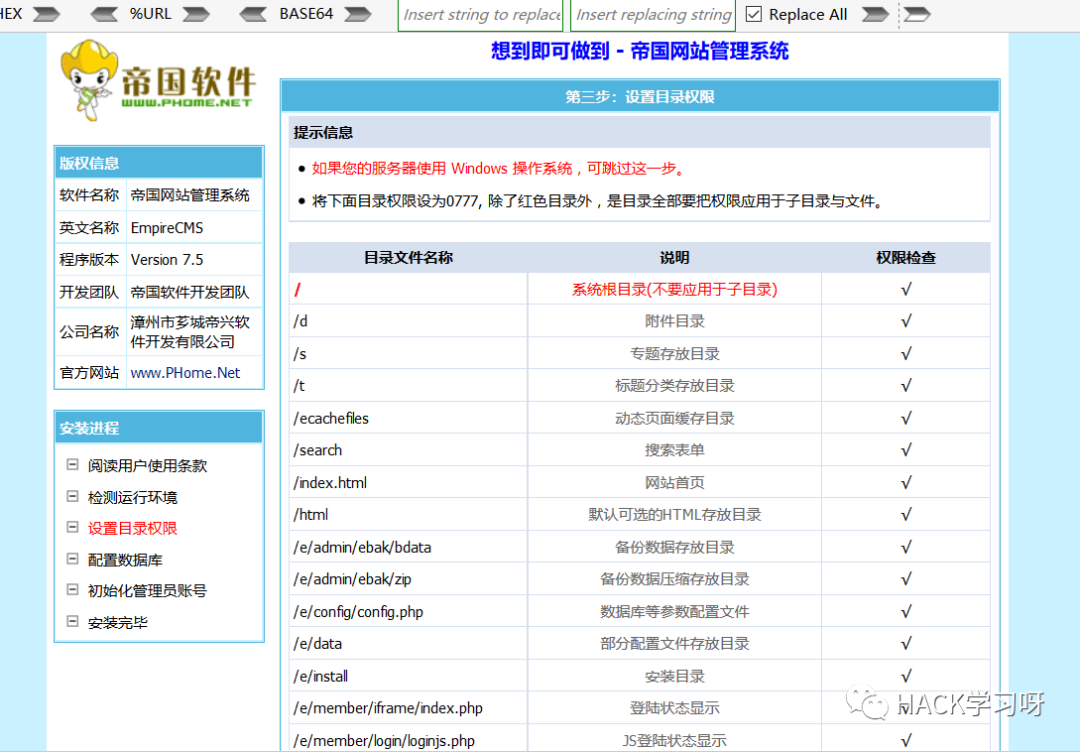 HEX %URL BASE64 Insert string to replace Insert replacing string Replace All
帝国软件
WWW.PHOME.NET
想到即可做到 - 帝国网站管理系统
版权信息
软件名称 帝国网站管理系统
英文名称 EmpireCMS
程序版本 Version 7.5
开发团队 帝国软件开发团队
公司名称 漳州市芗城帝兴软
件开发有限公司
官方网站 www.PHome.Net
安装进程
阅读用户使用条款
检测运行环境
设置目录权限
配置数据库
初始化管理员账号
安装完毕
第三步：设置目录权限
提示信息
● 如果您的服务器使用 Windows 操作系统，可跳过这一步。
● 将下面目录权限设为0777, 除了红色目录外，是目录全部要把权限应用于子目录与文件。
目录文件名称 说明 权限检查
/ 系统根目录(不要应用于子目录) √
/d 附件目录 √
/s 专题存放目录 √
/t 标题分类存放目录 √
/ecachefiles 动态页面缓存目录 √
/search 搜索表单 √
/index.html 网站首页 √
/html 默认可选的HTML存放目录 √
/e/admin/ebak/bdata 备份数据存放目录 √
/e/admin/ebak/zip 备份数据压缩存放目录 √
/e/config/config.php 数据库等参数配置文件 √
/e/data 部分配置文件存放目录 √
/e/install 安装目录 √
/e/member/iframe/index.php 登陆状态显示 √
/e/member/login/loginjs.php JS登陆状态显示 √
HACK学习呀